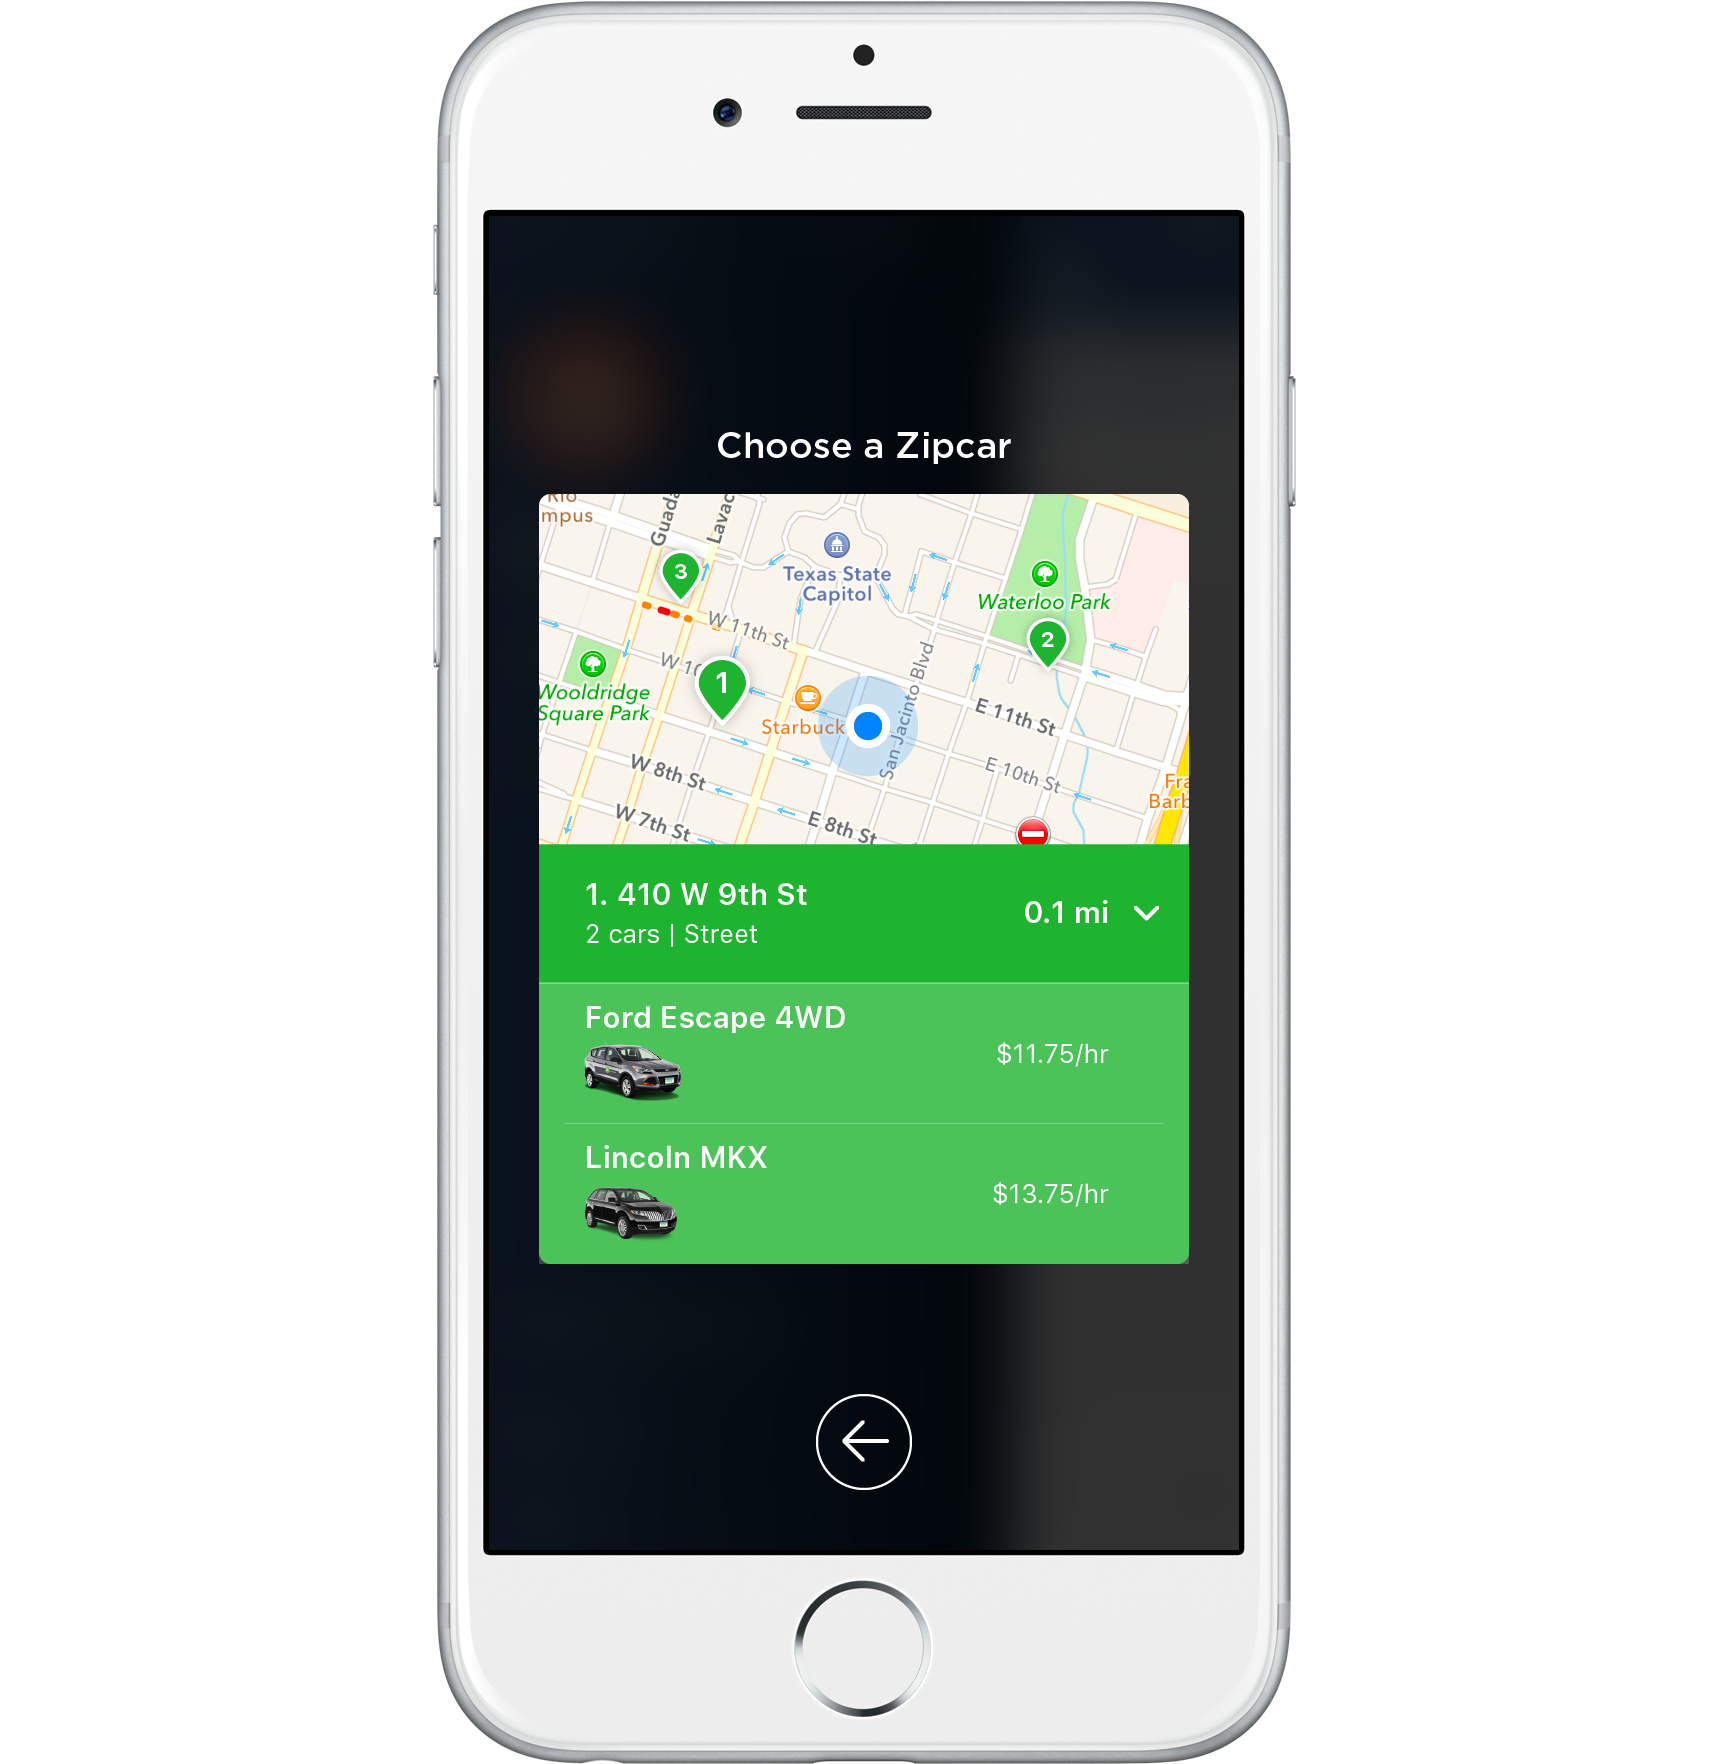 Choose a Zipcar
Rio
mpus
Guada
Lavac
3
Texas State
Capitol
Waterloo Park
2
W 11th St
W 10
1
Wooldridge
Square Park
Starbuck
San Jacinto Blvd
E 11th St
E 10th St
W 8th St
W 7th St
E 8th St
Fra
Barb
1. 410 W 9th St
2 cars | Street
0.1 mi
Ford Escape 4WD
$11.75/hr
Lincoln MKX
$13.75/hr